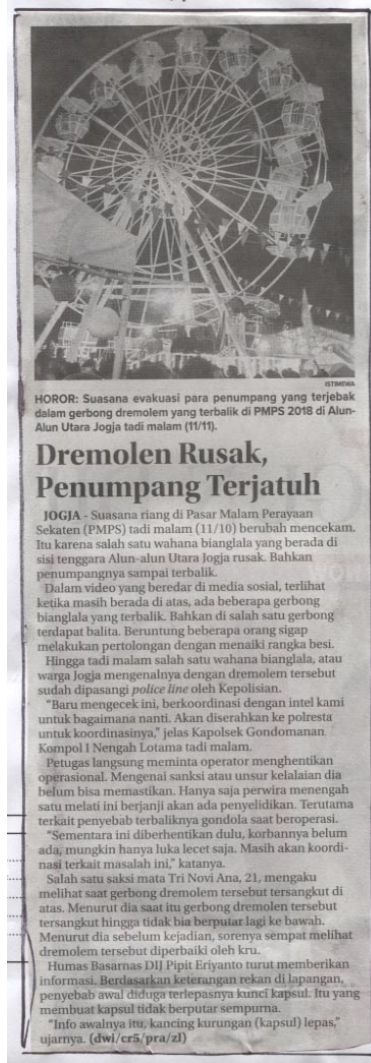 ISTIMEWA
HOROR: Suasana evakuasi para penumpang yang terjebak
dalam gerbong dremolem yang terbalik di PMPS 2018 di Alun-
Alun Utara Jogja tadi malam (11/11).
Dremolen Rusak,
Penumpang Terjatuh
JOGJA - Suasana riang di Pasar Malam Perayaan
Sekaten (PMPS) tadi malam (11/10) berubah mencekam.
Itu karena salah satu wahana bianglala yang berada di
sisi tenggara Alun-alun Utara Jogja rusak. Bahkan
penumpangnya sampai terbalik.
Dalam video yang beredar di media sosial, terlihat
ketika masih berada di atas, ada beberapa gerbong
bianglala yang terbalik. Bahkan di salah satu gerbong
terdapat balita. Beruntung beberapa orang sigap
melakukan pertolongan dengan menaiki rangka besi.
Hingga tadi malam salah satu wahana bianglala, atau
warga Jogja mengenalnya dengan dremolem tersebut
sudah dipasangi police line oleh Kepolisian.
"Baru mengecek ini, berkoordinasi dengan intel kami
untuk bagaimana nanti. Akan diserahkan ke polresta
untuk koordinasinya," jelas Kapolsek Gondomanan
Kompol I Nengah Lotama tadi malam.
Petugas langsung meminta operator menghentikan
operasional. Mengenai sanksi atau unsur kelalaian dia
belum bisa memastikan. Hanya saja perwira menengah
satu melati ini berjanji akan ada penyelidikan. Terutama
terkait penyebab terbaliknya gondola saat beroperasi.
"Sementara ini diberhentikan dulu, korbannya belum
ada, mungkin hanya luka lecet saja. Masih akan koordi-
nasi terkait masalah ini," katanya.
Salah satu saksi mata Tri Novi Ana, 21, mengaku
melihat saat gerbong dremolem tersebut tersangkut di
atas. Menurut dia saat itu gerbong dremolen tersebut
tersangkut hingga tidak bia berputar lagi ke bawah.
Menurut dia sebelum kejadian, sorenya sempat melihat
dremolem tersebut diperbaiki oleh kru.
Humas Basarnas DIJ Pipit Eriyanto turut memberikan
informasi. Berdasarkan keterangan rekan di lapangan,
penyebab awal diduga terlepasnya kunci kapsul. Itu yang
membuat kapsul tidak berputar sempurna.
"Info awalnya itu, kancing kurungan (kapsul) lepas,"
ujarnya. (dwi/cr5/pra/zl)